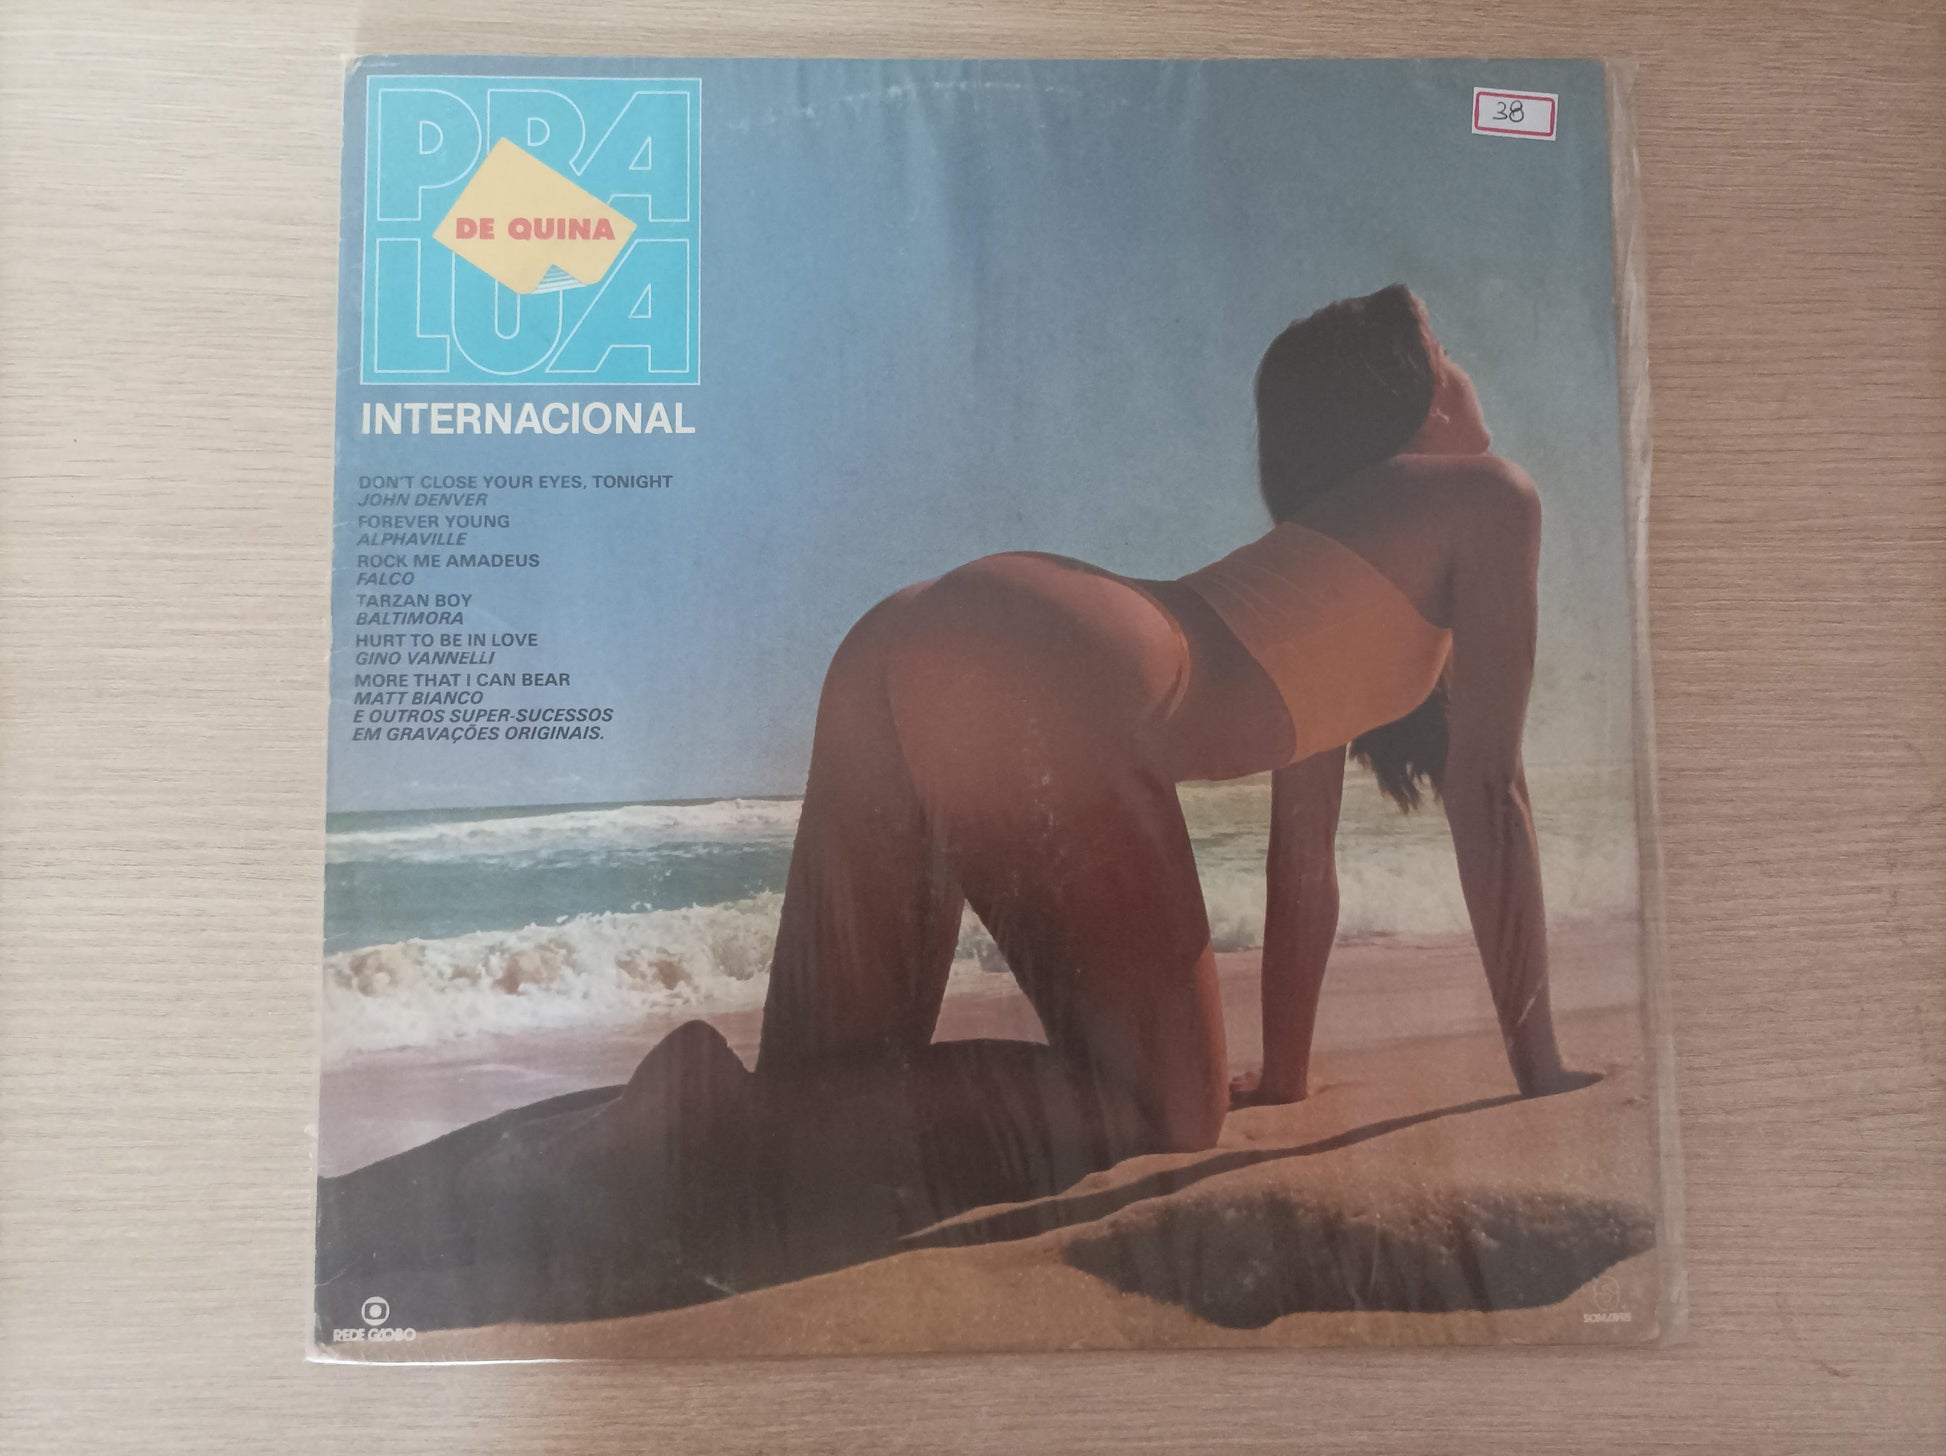 PRA
DE QUINA
LUA
INTERNACIONAL
DON'T CLOSE YOUR EYES, TONIGHT
JOHN DENVER
FOREVER YOUNG
ALPHAVILLE
ROCK ME AMADEUS
FALCO
TARZAN BOY
BALTIMORA
HURT TO BE IN LOVE
GINO VANNELLI
MORE THAT I CAN BEAR
MATT BIANCO
E OUTROS SUPER-SUCESSOS
EM GRAVAÇÕES ORIGINAIS.
38
REDE GLOBO
SOM LIVRE